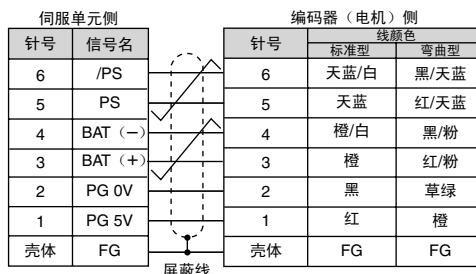 伺服单元侧 编码器（电机）侧
针号 信号名 针号 线颜色
标准型 弯曲型
6 /PS 6 天蓝/白 黑/天蓝
5 PS 5 天蓝 红/天蓝
4 BAT（－） 4 橙/白 黑/粉
3 BAT（＋） 3 橙 红/粉
2 PG 0V 2 黑 草绿
1 PG 5V 1 红 橙
壳体 FG 壳体 FG FG
屏蔽线